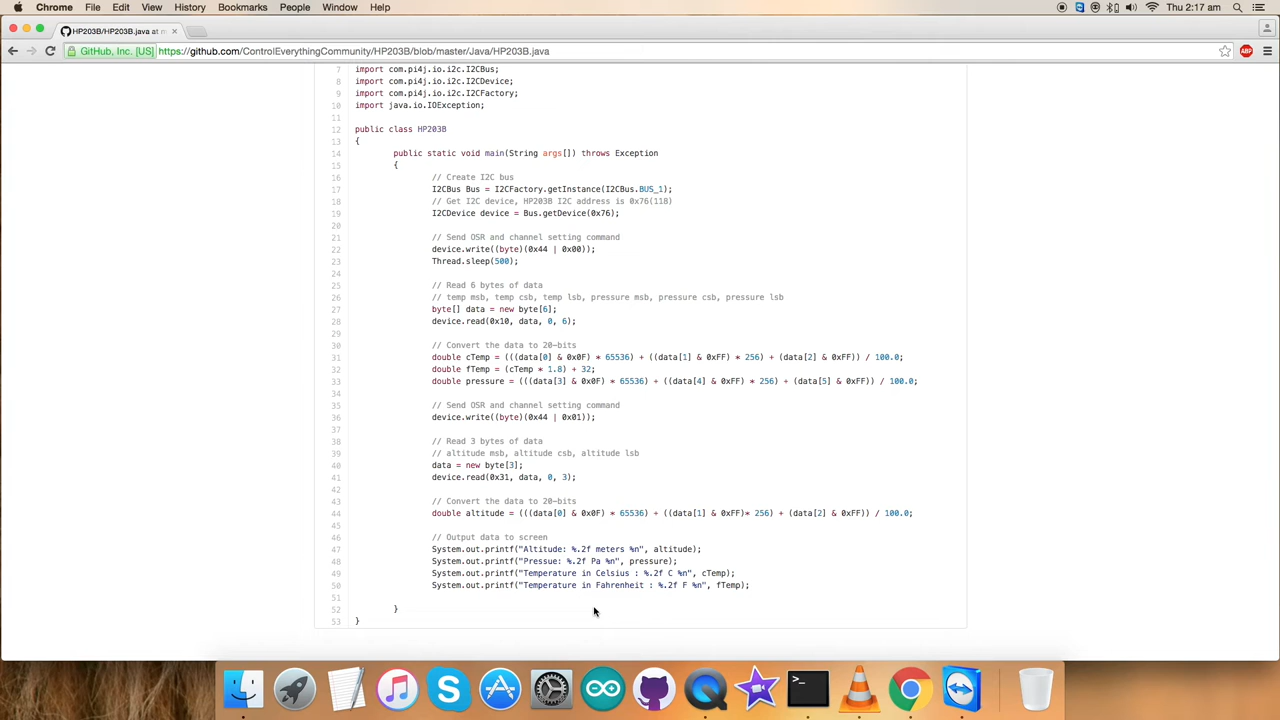 Chrome File Edit View History Bookmarks People Window Help Thu 2:17 am
HP203B/HP203B.java at m
GitHub, Inc. [US] https://github.com/ControlEverythingCommunity/HP203B/blob/master/Java/HP203B.java
ABP
7 import com.pi4j.io.i2c.I2CBus;
8 import com.pi4j.io.i2c.I2CDevice;
9 import com.pi4j.io.i2c.I2CFactory;
10 import java.io.IOException;
11
12 public class HP203B
13 {
14 public static void main(String args[]) throws Exception
15 {
16 // Create I2C bus
17 I2CBus Bus = I2CFactory.getInstance(I2CBus.BUS_1);
18 // Get I2C device, HP203B I2C address is 0x76(118)
19 I2CDevice device = Bus.getDevice(0x76);
20
21 // Send OSR and channel setting command
22 device.write((byte)(0x44 | 0x00));
23 Thread.sleep(500);
24
25 // Read 6 bytes of data
26 // temp msb, temp csb, temp lsb, pressure msb, pressure csb, pressure lsb
27 byte[] data = new byte[6];
28 device.read(0x10, data, 0, 6);
29
30 // Convert the data to 20-bits
31 double cTemp = (((data[0] & 0x0F) * 65536) + ((data[1] & 0xFF) * 256) + (data[2] & 0xFF)) / 100.0;
32 double fTemp = (cTemp * 1.8) + 32;
33 double pressure = (((data[3] & 0x0F) * 65536) + ((data[4] & 0xFF) * 256) + (data[5] & 0xFF)) / 100.0;
34
35 // Send OSR and channel setting command
36 device.write((byte)(0x44 | 0x01));
37
38 // Read 3 bytes of data
39 // altitude msb, altitude csb, altitude lsb
40 data = new byte[3];
41 device.read(0x31, data, 0, 3);
42
43 // Convert the data to 20-bits
44 double altitude = (((data[0] & 0x0F) * 65536) + ((data[1] & 0xFF)* 256) + (data[2] & 0xFF)) / 100.0;
45
46 // Output data to screen
47 System.out.printf("Altitude: %.2f meters %n", altitude);
48 System.out.printf("Pressue: %.2f Pa %n", pressure);
49 System.out.printf("Temperature in Celsius : %.2f C %n", cTemp);
50 System.out.printf("Temperature in Fahrenheit : %.2f F %n", fTemp);
51
52 }
53 }